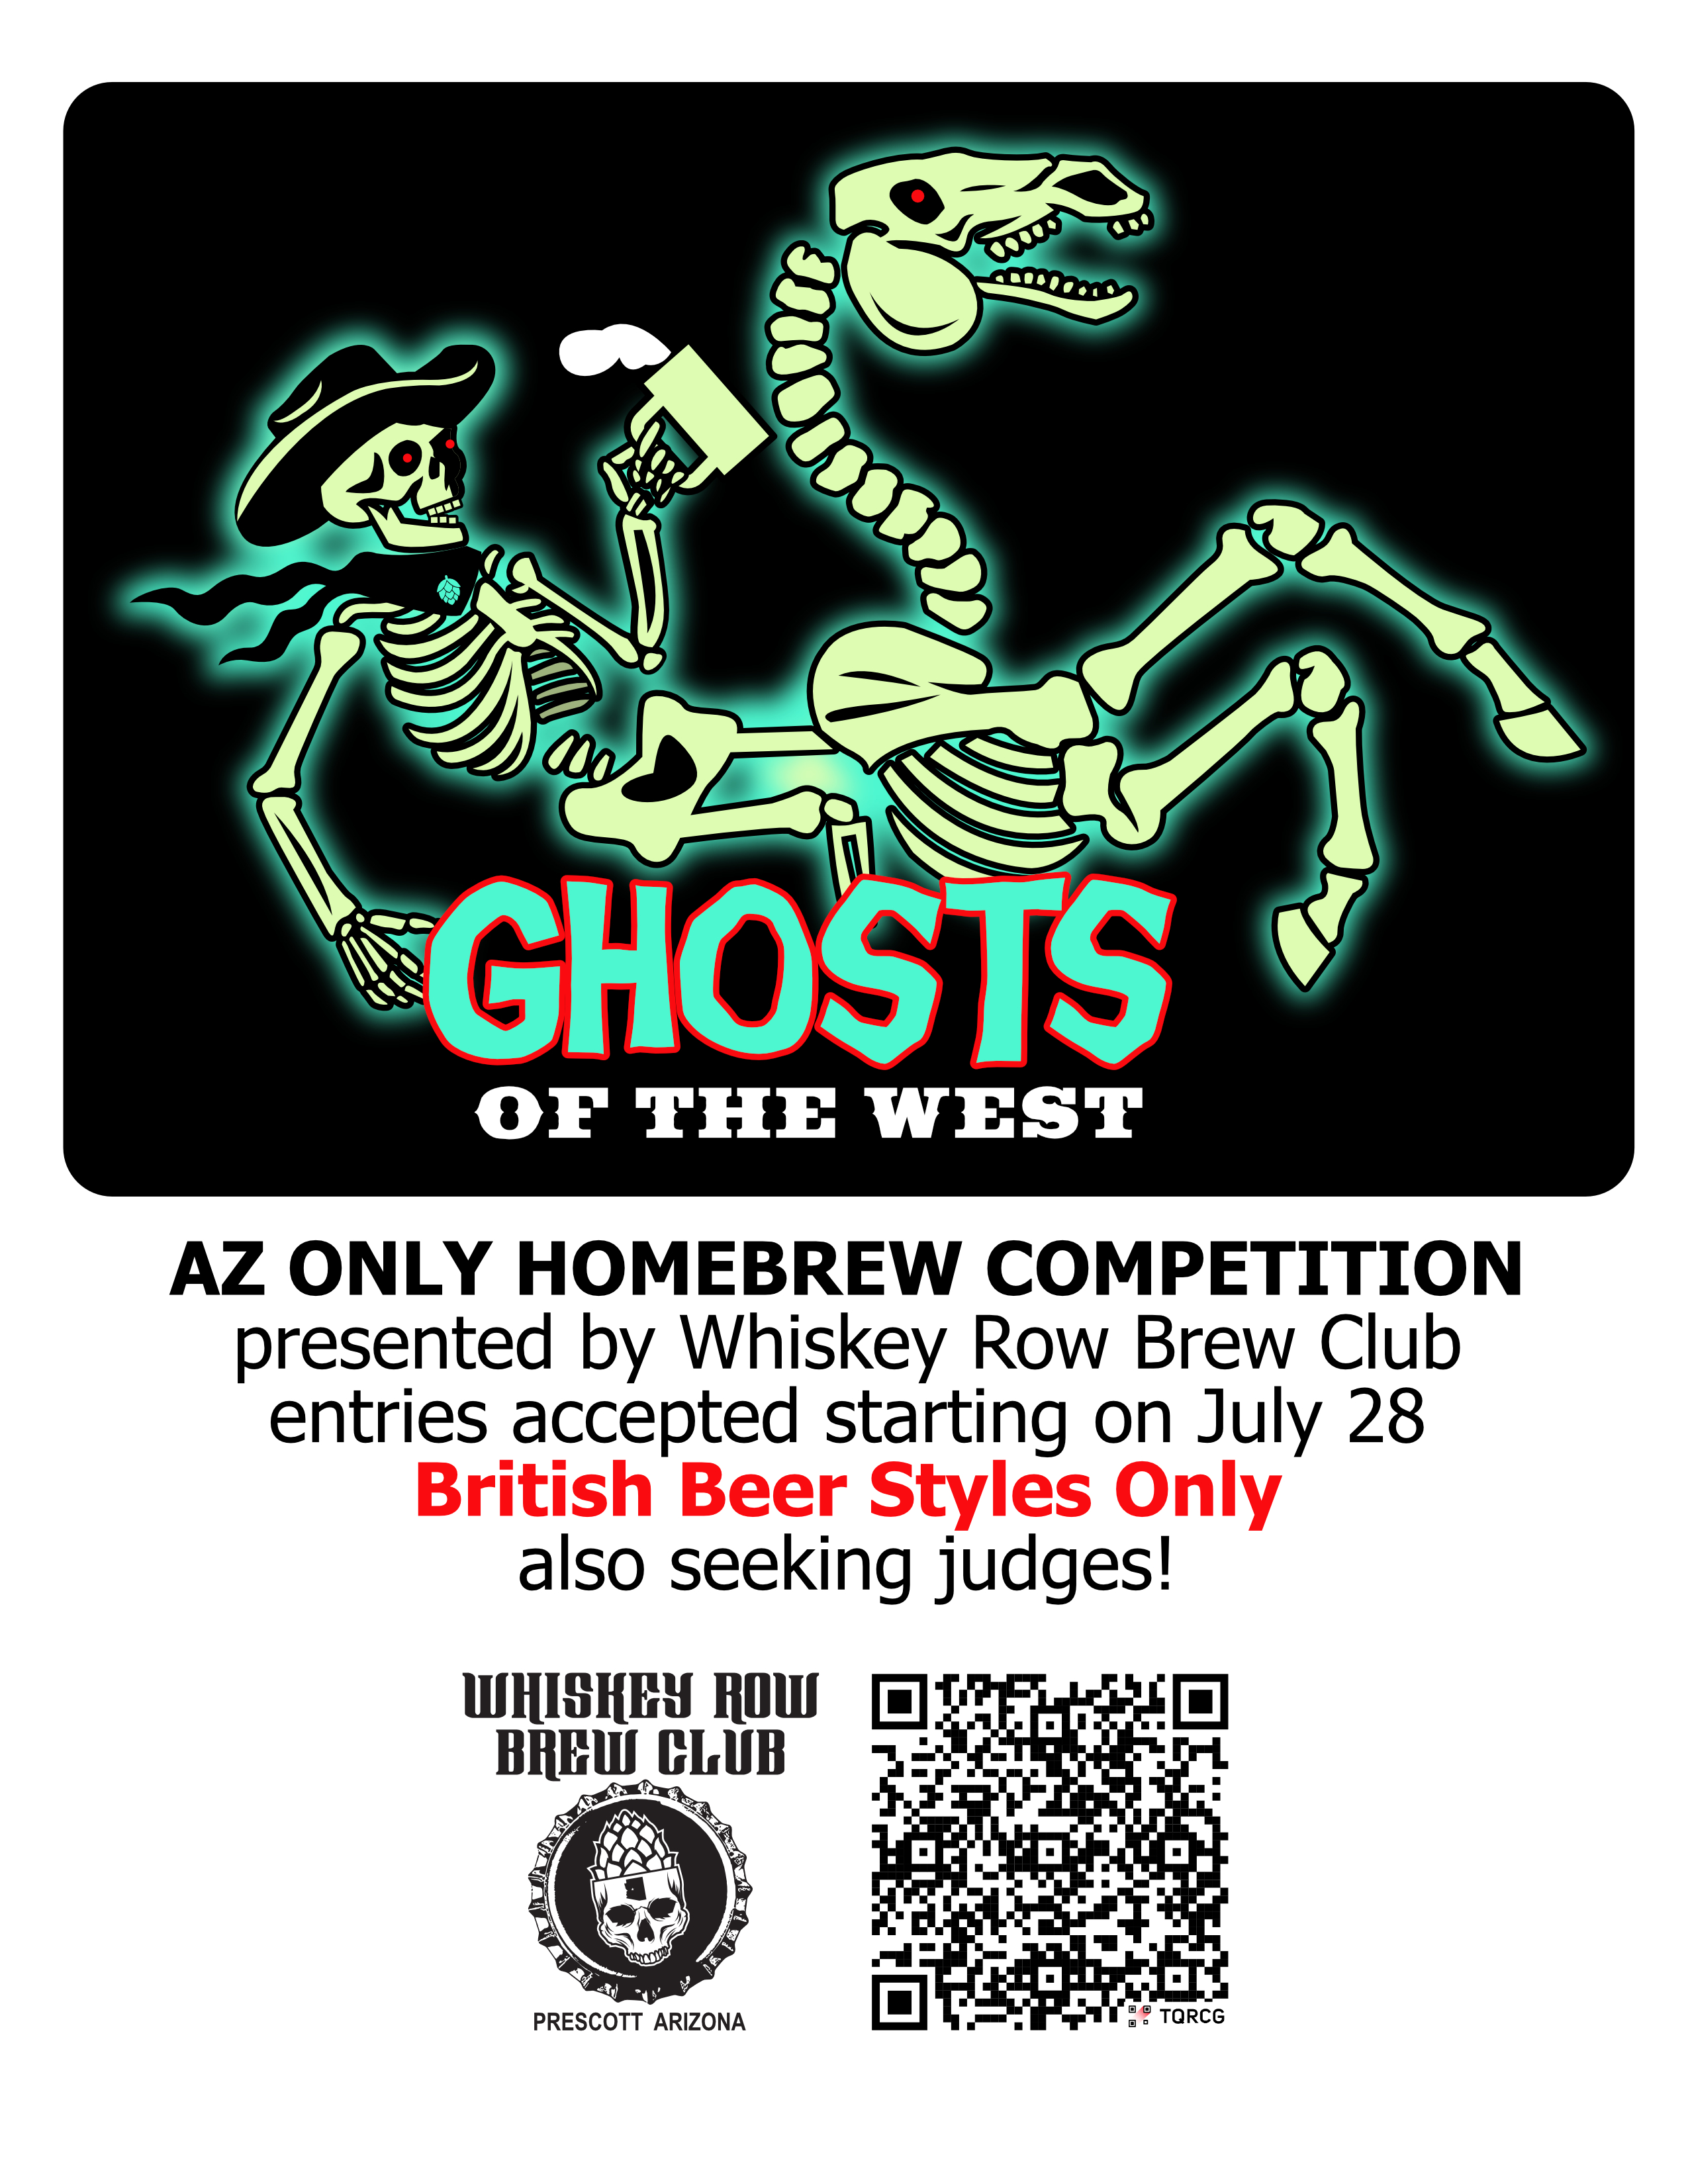 GHOSTS
OF THE WEST
AZ ONLY HOMEBREW COMPETITION
presented by Whiskey Row Brew Club
entries accepted starting on July 28
British Beer Styles Only
also seeking judges!
WHISKEY ROW
BREW CLUB
PRESCOTT ARIZONA
TQRCG